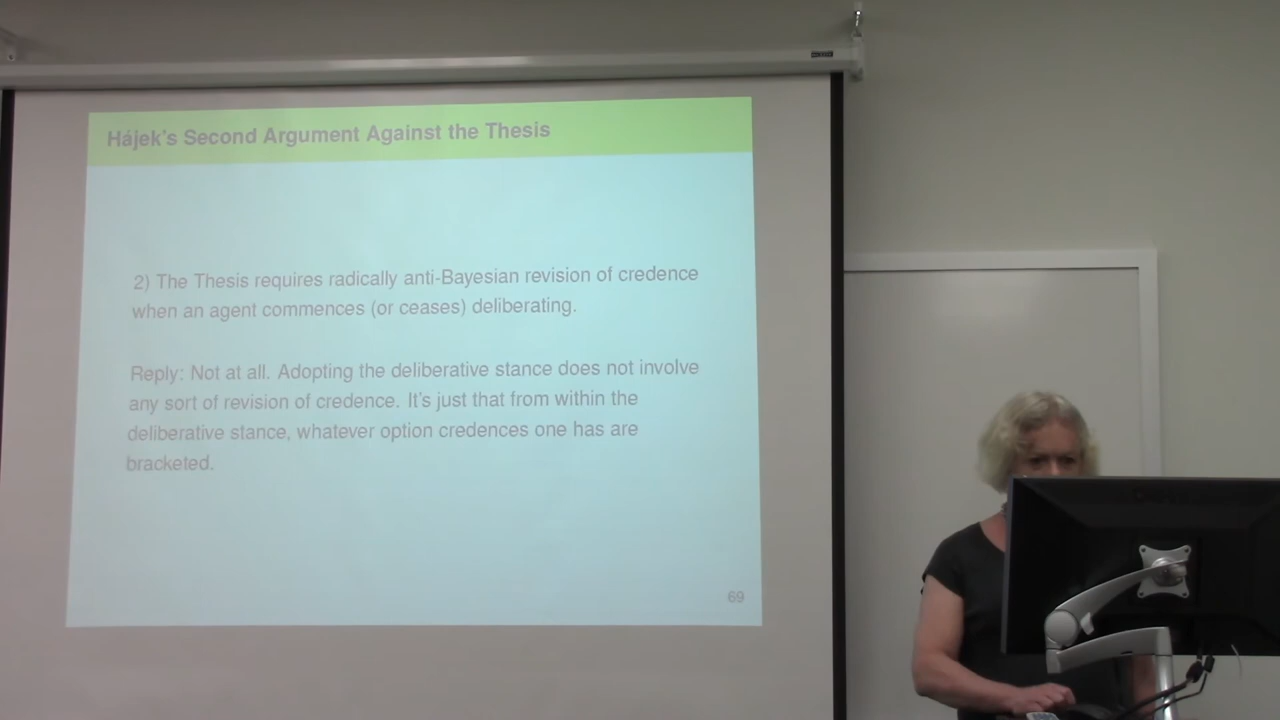 Hájek's Second Argument Against the Thesis
2) The Thesis requires radically anti-Bayesian revision of credence
when an agent commences (or ceases) deliberating.
Reply: Not at all. Adopting the deliberative stance does not involve
any sort of revision of credence. It's just that from within the
deliberative stance, whatever option credences one has are
bracketed.
69